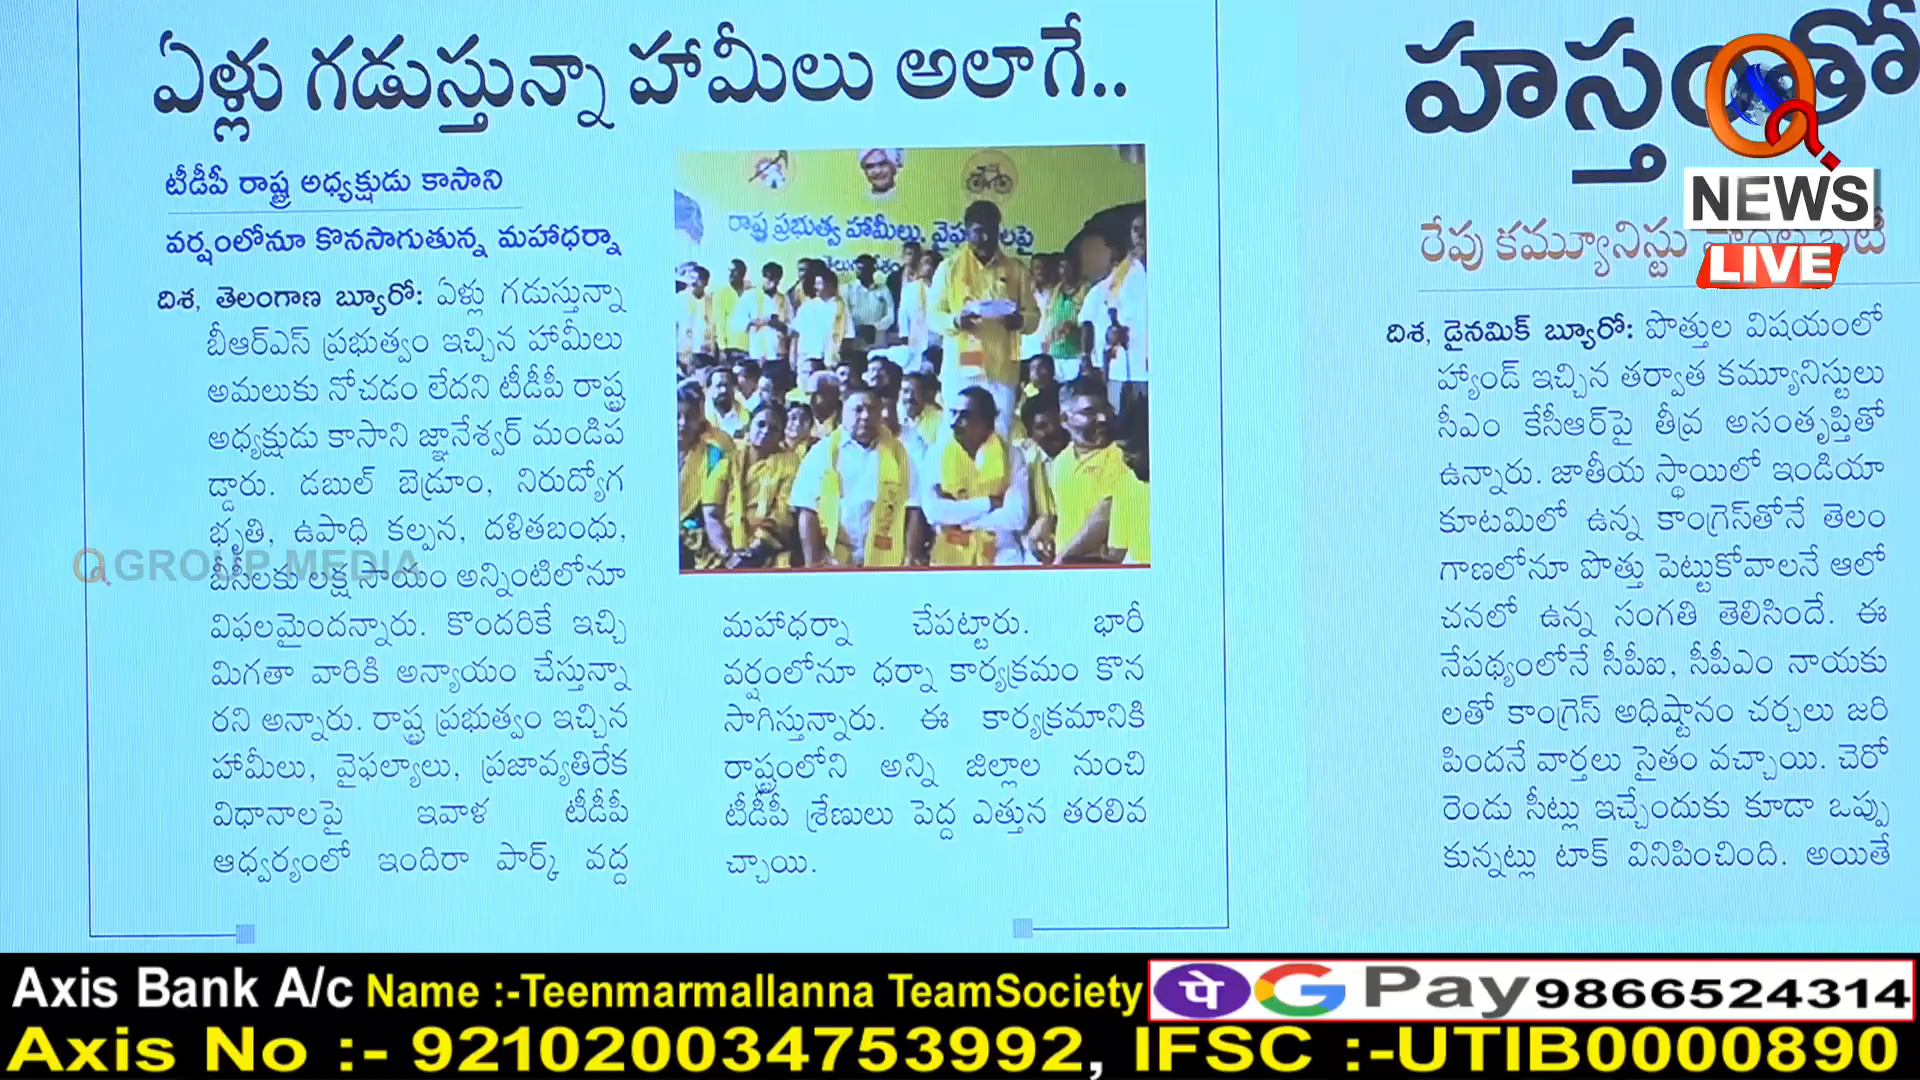 ఏళ్లు గడుస్తున్నా హామీలు అలాగే..
టీడీపీ రాష్ట్ర అధ్యక్షుడు కాసాని
వర్షంలోనూ కొనసాగుతున్న మహాధర్నా
దిశ, తెలంగాణ బ్యూరో: ఏళ్లు గడుస్తున్నా
బీఆర్ఎస్ ప్రభుత్వం ఇచ్చిన హామీలు
అమలుకు నోచడం లేదని టీడీపీ రాష్ట్ర
అధ్యక్షుడు కాసాని జ్ఞానేశ్వర్ మండిప
డ్డారు. డబుల్ బెడ్రూం, నిరుద్యోగ
భృతి, ఉపాధి కల్పన, దళితబంధు,
బీసీలకు లక్ష సాయం అన్నింటిలోనూ
విఫలమైందన్నారు. కొందరికే ఇచ్చి
మిగతా వారికి అన్యాయం చేస్తున్నా
రని అన్నారు. రాష్ట్ర ప్రభుత్వం ఇచ్చిన
హామీలు, వైఫల్యాలు, ప్రజావ్యతిరేక
విధానాలపై ఇవాళ టీడీపీ
ఆధ్వర్యంలో ఇందిరా పార్క్ వద్ద
రాష్ట్ర ప్రభుత్వ హామీలు,
మహాధర్నా చేపట్టారు. భారీ
వర్షంలోనూ ధర్నా కార్యక్రమం కొన
సాగిస్తున్నారు. ఈ కార్యక్రమానికి
రాష్ట్రంలోని అన్ని జిల్లాల నుంచి
టీడీపీ శ్రేణులు పెద్ద ఎత్తున తరలివ
చ్చాయి.
హస్తంతో
రేపు కమ్యూనిస్టు
దిశ, డైనమిక్ బ్యూరో: పొత్తుల విషయంలో
హ్యాండ్ ఇచ్చిన తర్వాత కమ్యూనిస్టులు
సీఎం కేసీఆర్‌పై తీవ్ర అసంతృప్తితో
ఉన్నారు. జాతీయ స్థాయిలో ఇండియా
కూటమిలో ఉన్న కాంగ్రెస్‌తోనే తెలం
గాణలోనూ పొత్తు పెట్టుకోవాలనే ఆలో
చనలో ఉన్న సంగతి తెలిసిందే. ఈ
నేపథ్యంలోనే సీపీఐ, సీపీఎం నాయకు
లతో కాంగ్రెస్ అధిష్టానం చర్చలు జరి
పిందనే వార్తలు సైతం వచ్చాయి. చెరో
రెండు సీట్లు ఇచ్చేందుకు కూడా ఒప్పు
కున్నట్లు టాక్ వినిపించింది. అయితే
Q
NEWS
LIVE
Q GROUP MEDIA
Axis Bank A/c Name :-Teenmarmallanna TeamSociety पे G Pay 9866524314
Axis No :- 921020034753992, IFSC :-UTIB0000890